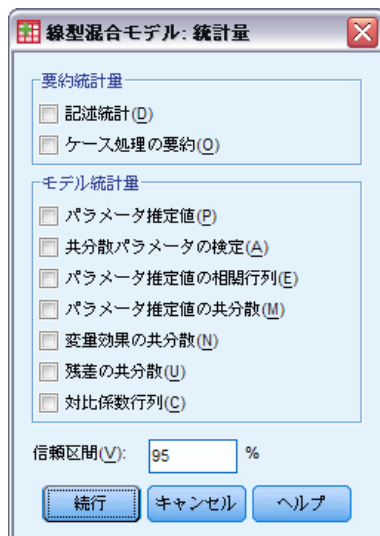 線型混合モデル: 統計量
要約統計量
記述統計(D)
ケース処理の要約(O)
モデル統計量
パラメータ推定値(P)
共分散パラメータの検定(A)
パラメータ推定値の相関行列(E)
パラメータ推定値の共分散(M)
変量効果の共分散(N)
残差の共分散(U)
対比係数行列(C)
信頼区間(V): 95 %
続行 キャンセル ヘルプ